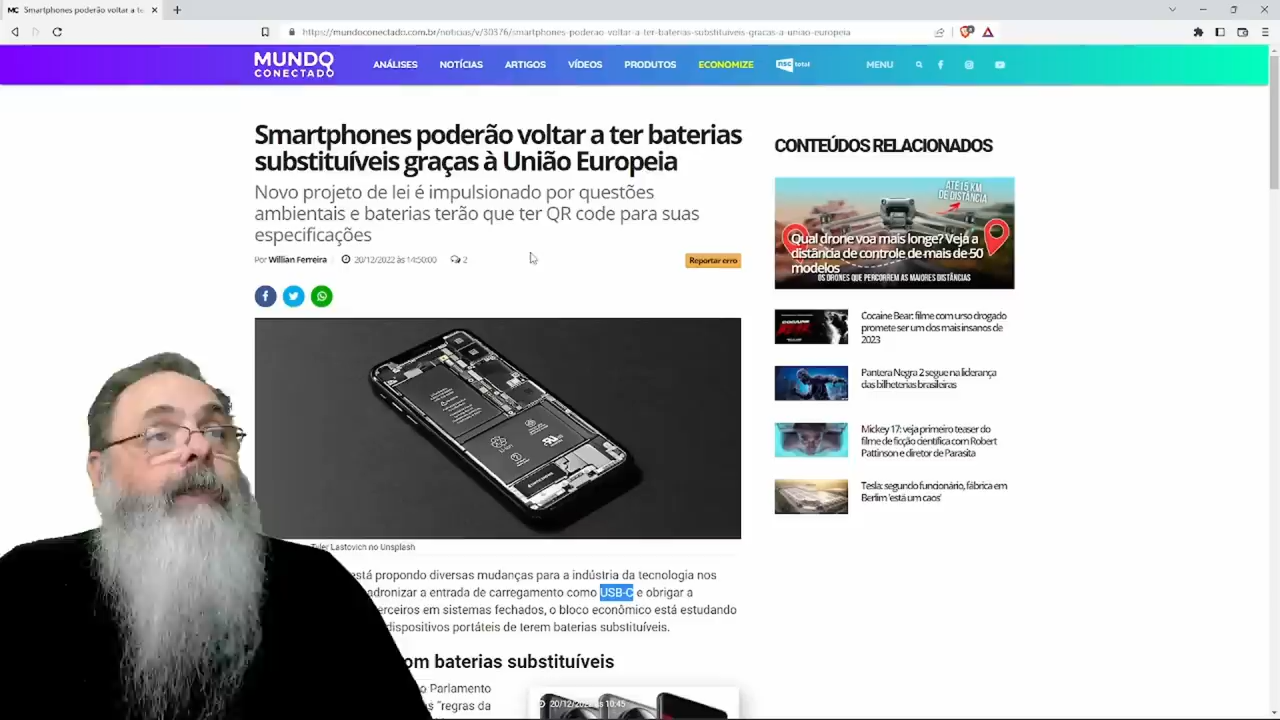 Smartphones poderão voltar a te
https://mundoconectado.com.br/noticias/v/30376/smartphones-poderao-voltar-a-ter-baterias-substituiveis-gracas-a-uniao-europeia
MUNDO
CONECTADO
ANÁLISES
NOTÍCIAS
ARTIGOS
VÍDEOS
PRODUTOS
ECONOMIZE
nsc total
MENU
Smartphones poderão voltar a ter baterias
substituíveis graças à União Europeia
Novo projeto de lei é impulsionado por questões
ambientais e baterias terão que ter QR code para suas
especificações
Por Willian Ferreira
20/12/2022 às 14:50:00
2
Reportar erro
Tyler Lastovich no Unsplash
está propondo diversas mudanças para a indústria da tecnologia nos
adronizar a entrada de carregamento como USB-C e obrigar a
erceiros em sistemas fechados, o bloco econômico está estudando
dispositivos portáteis de terem baterias substituíveis.
om baterias substituíveis
o Parlamento
s "regras da
20/12/2022 às 10:45
CONTEÚDOS RELACIONADOS
ATÉ 15 KM
DE DISTÂNCIA
Qual drone voa mais longe? Veja a
distância de controle de mais de 50
modelos
OS DRONES QUE PERCORREM AS MAIORES DISTÂNCIAS
Cocaine Bear: filme com urso drogado
promete ser um dos mais insanos de
2023
Pantera Negra 2 segue na liderança
das bilheterias brasileiras
Mickey 17: veja primeiro teaser do
filme de ficção científica com Robert
Pattinson e diretor de Parasita
Tesla: segundo funcionário, fábrica em
Berlim 'está um caos'